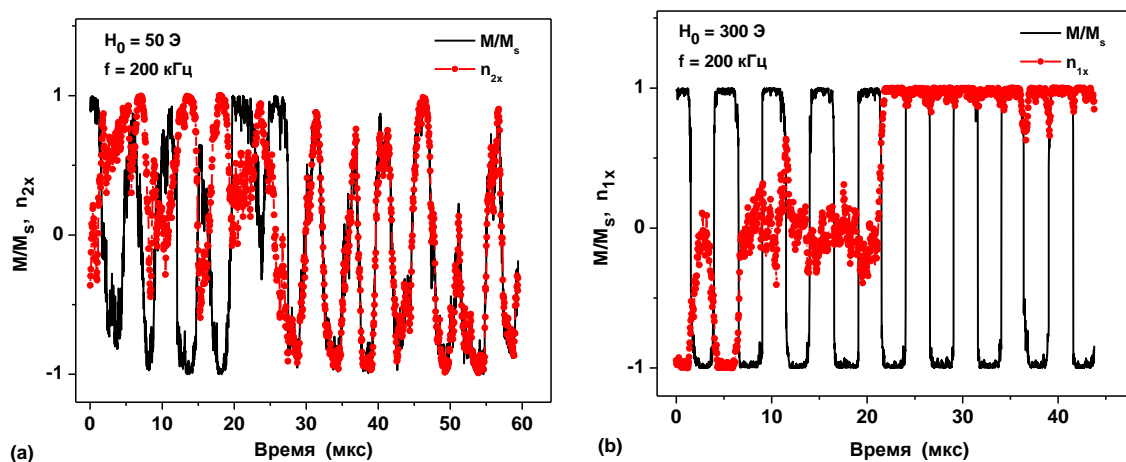 H₀ = 50 Э
f = 200 кГц
M/Mₛ
n₂ₓ
M/Mₛ, n₂ₓ
1
0
-1
0 10 20 30 40 50 60
Время (мкс)
(a)
H₀ = 300 Э
f = 200 кГц
M/Mₛ
n₁ₓ
M/Mₛ, n₁ₓ
1
0
-1
0 10 20 30 40
Время (мкс)
(b)